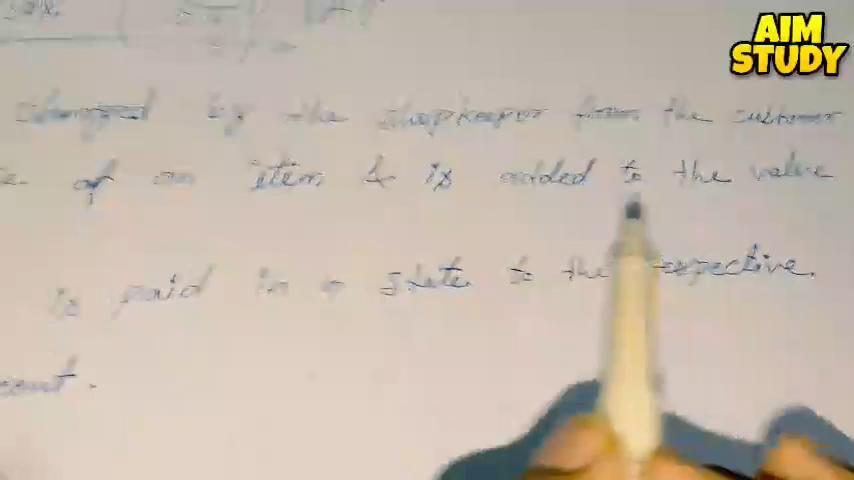 AIM
STUDY
charged by the shopkeeper from the customer
of an item & is added to the value
is paid in a state to the respective.